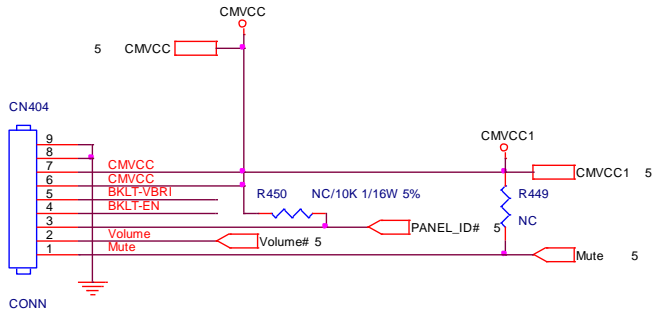 CMVCC
5 CMVCC
CN404
CMVCC1
9
8
7 CMVCC
CMVCC1 5
6 CMVCC
5 BKLT-VBRI
R450 NC/10K 1/16W 5%
R449
4 BKLT-EN
3
PANEL_ID# 5
NC
2 Volume
Volume# 5
1 Mute
Mute 5
CONN